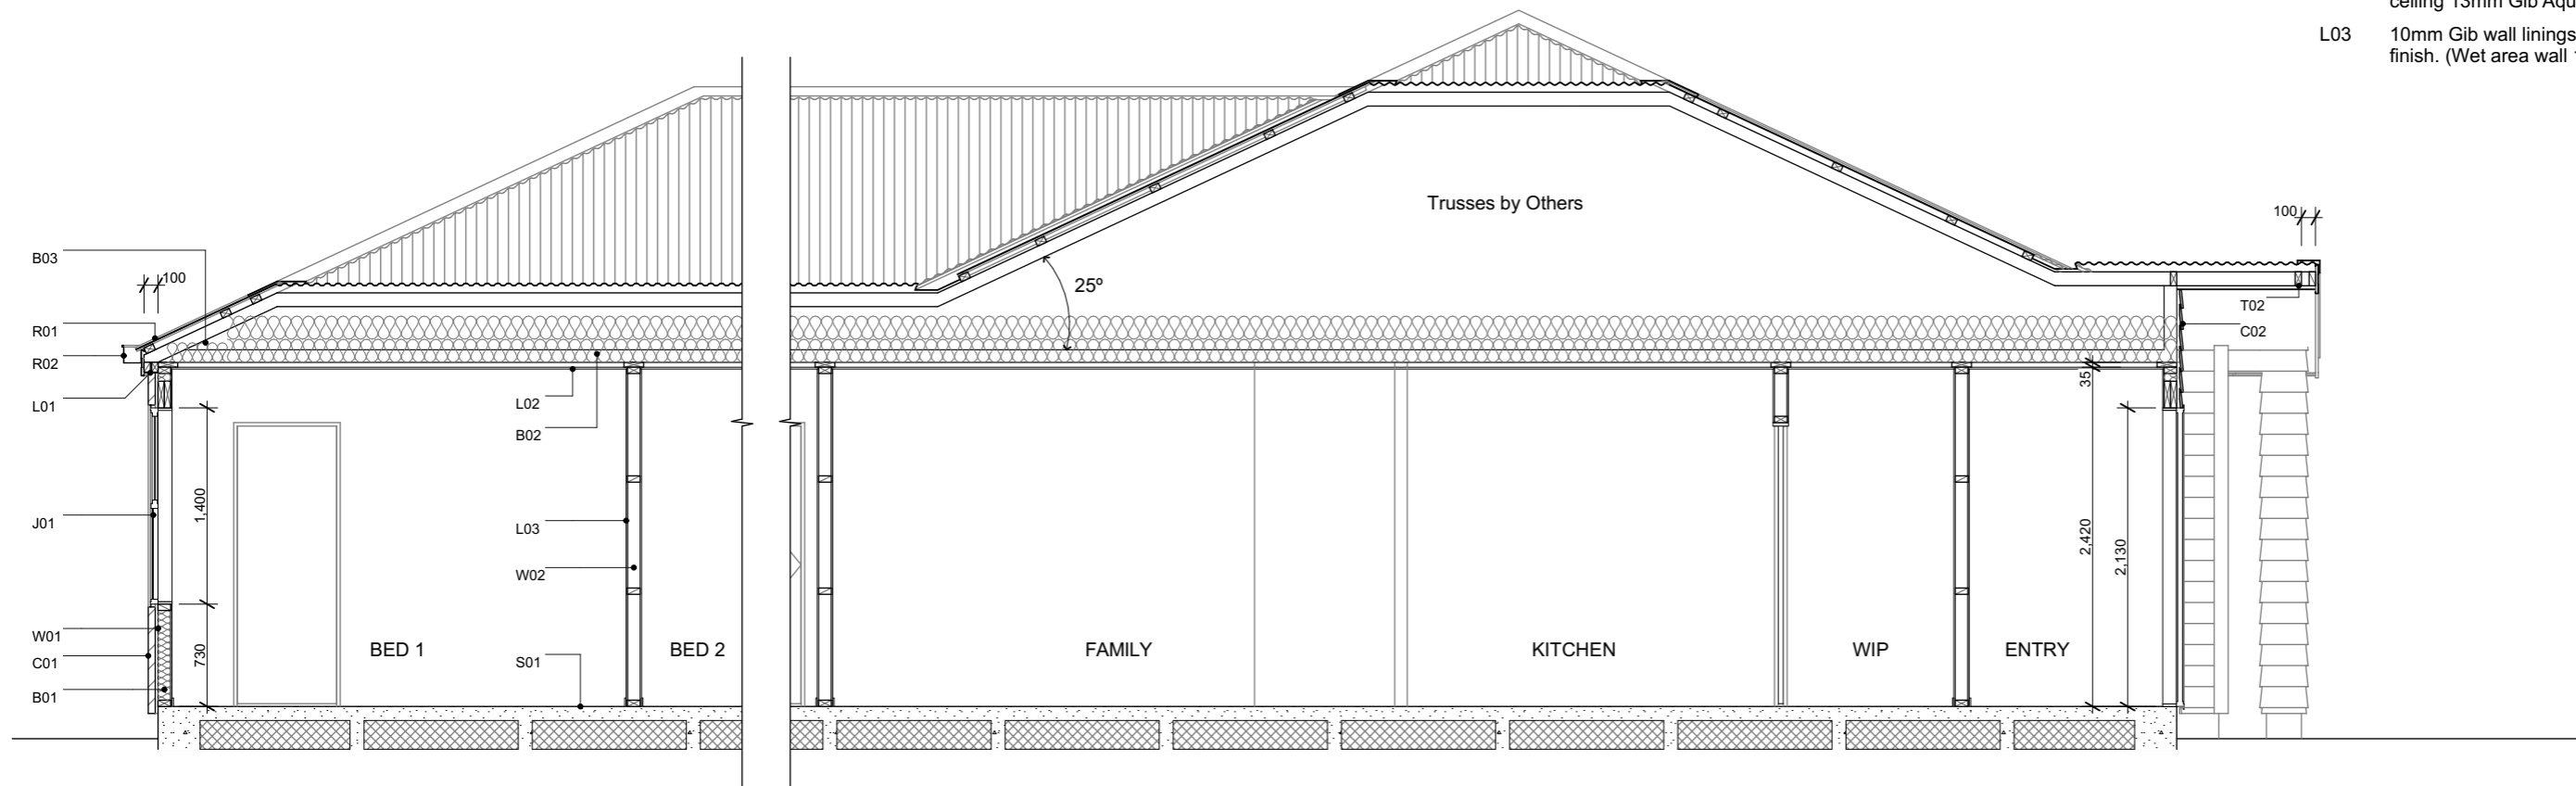 ceiling 13mm Gib Aqu
L03 10mm Gib wall linings
finish. (Wet area wall
Trusses by Others
100
B03
100
25º
R01
T02
C02
R02
35
L01
L02
B02
1,400
J01
L03
2,420
2,130
W02
W01
730
BED 1
BED 2
FAMILY
KITCHEN
WIP
ENTRY
C01
S01
B01